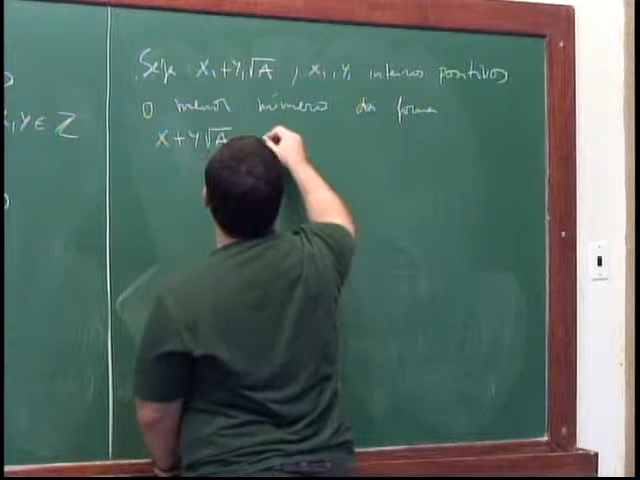 Seja x₁+y₁√A, x₁, y₁ inteiros positivos
o menor número da forma
x+y√A
x,y∈Z